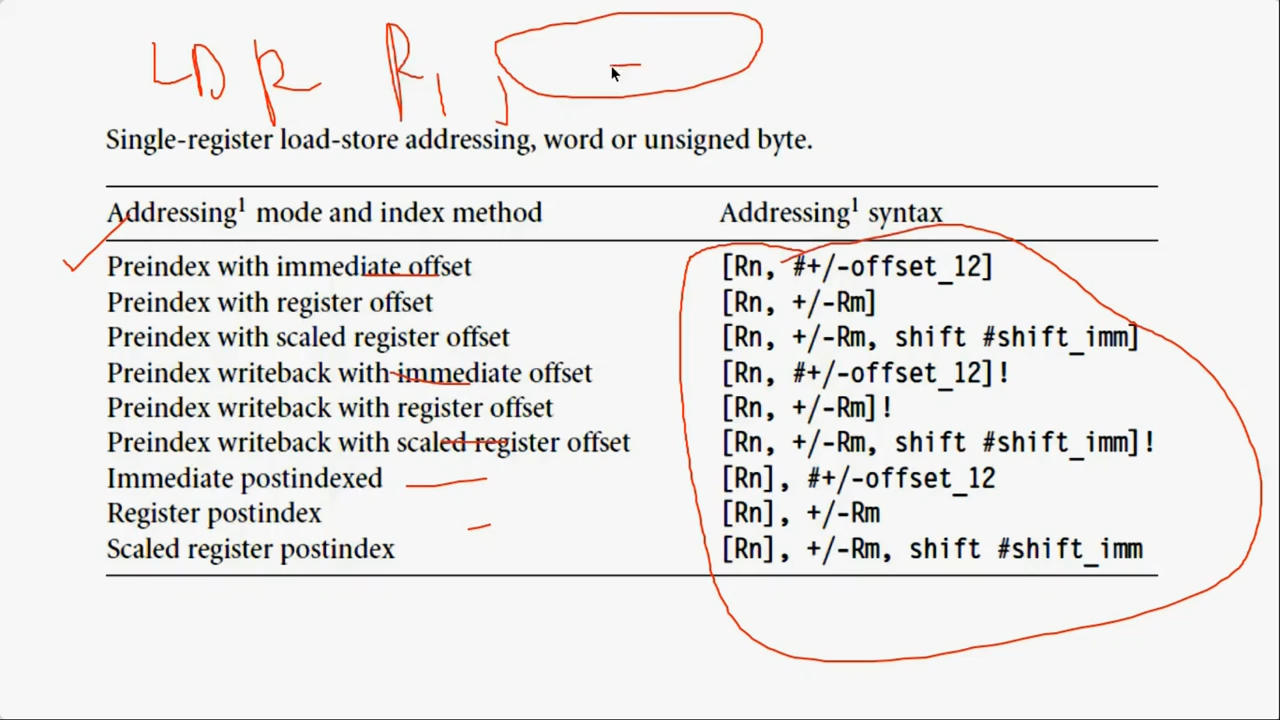 LDR R1,
Single-register load-store addressing, word or unsigned byte.
Addressing¹ mode and index method Addressing¹ syntax
Preindex with immediate offset [Rn, #+/-offset_12]
Preindex with register offset [Rn, +/-Rm]
Preindex with scaled register offset [Rn, +/-Rm, shift #shift_imm]
Preindex writeback with immediate offset [Rn, #+/-offset_12]!
Preindex writeback with register offset [Rn, +/-Rm]!
Preindex writeback with scaled register offset [Rn, +/-Rm, shift #shift_imm]!
Immediate postindexed [Rn], #+/-offset_12
Register postindex [Rn], +/-Rm
Scaled register postindex [Rn], +/-Rm, shift #shift_imm